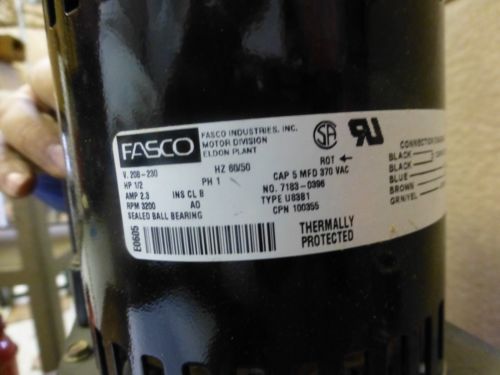 FASCO
FASCO INDUSTRIES, INC.
MOTOR DIVISION
ELDON PLANT
V. 208-230 HZ 60/50 ROT
HP 1/2 PH 1 CAP 5 MFD 370 VAC
AMP 2.3 INS CL B NO. 7183-0396
RPM 3200 AO TYPE U83B1
SEALED BALL BEARING CPN 100355
E0605
THERMALLY
PROTECTED
CONNECTION
BLACK
BLACK
BLUE
BROWN
GRN/YEL